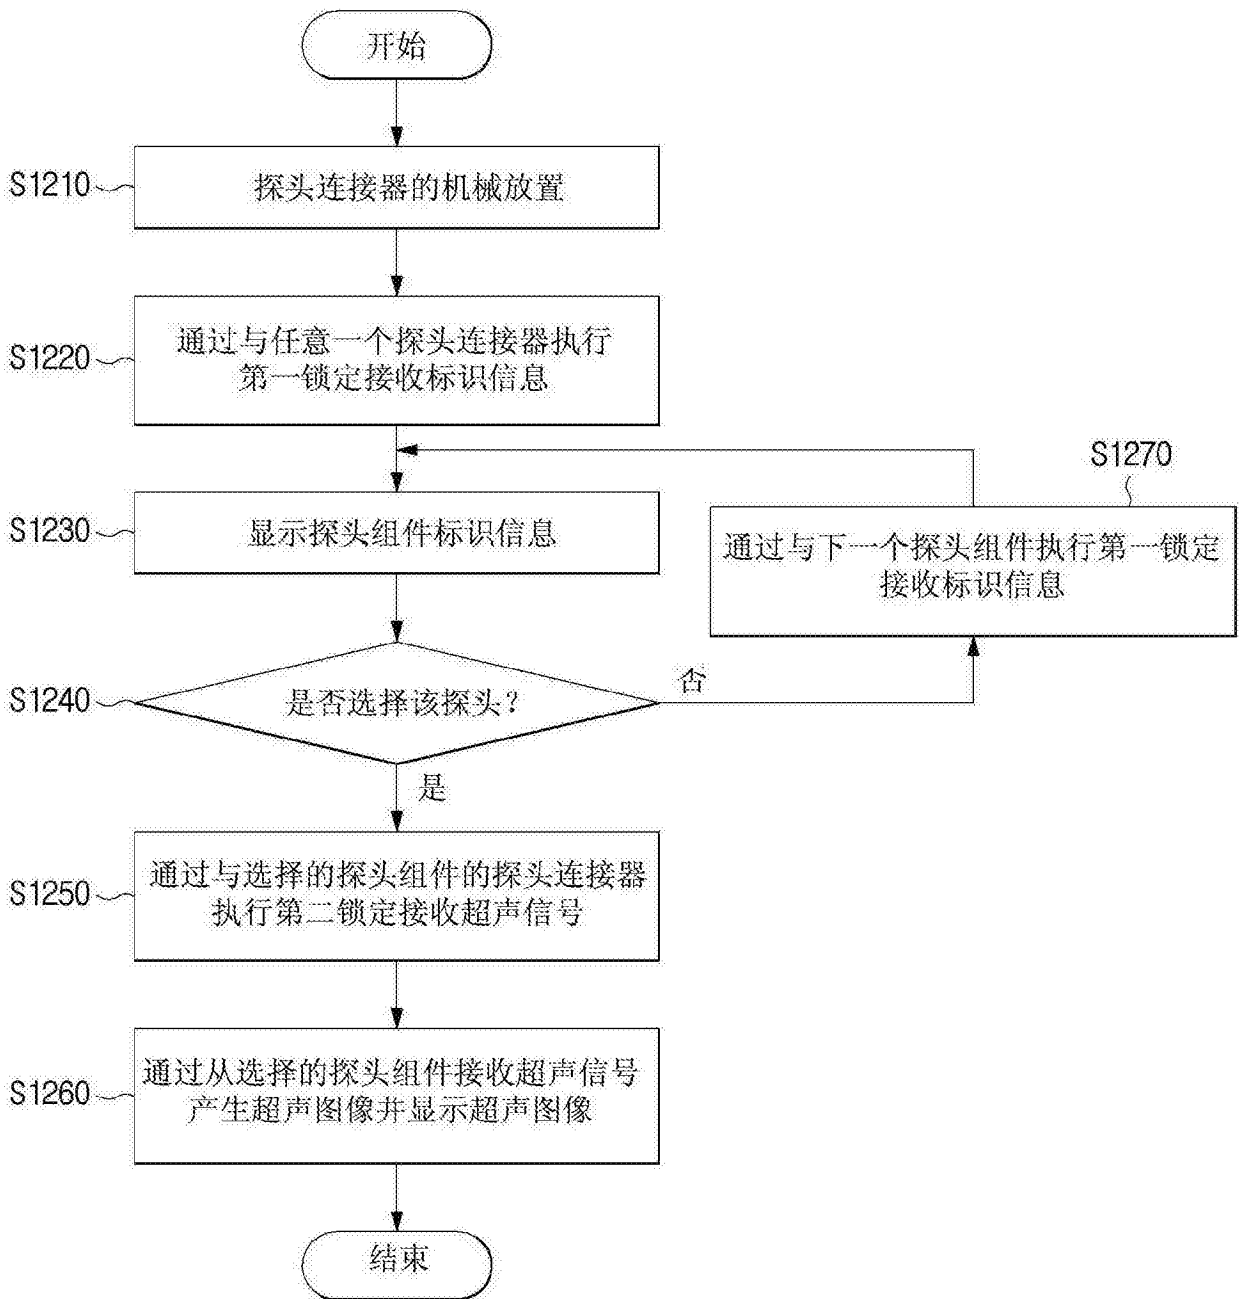 开始
S1210
探头连接器的机械放置
S1220
通过与任意一个探头连接器执行
第一锁定接收标识信息
S1230
显示探头组件标识信息
S1270
通过与下一个探头组件执行第一锁定
接收标识信息
S1240
是否选择该探头？
否
是
S1250
通过与选择的探头组件的探头连接器
执行第二锁定接收超声信号
S1260
通过从选择的探头组件接收超声信号
产生超声图像并显示超声图像
结束